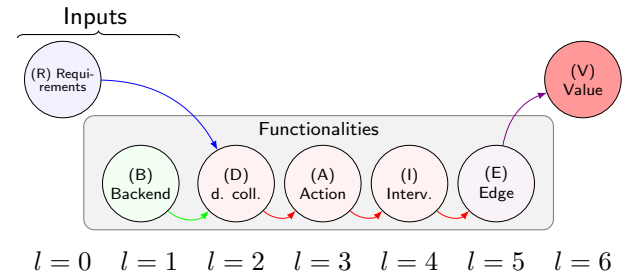 Inputs
(R) Requi-
rements
(V)
Value
Functionalities
(B)
Backend
(D)
d. coll.
(A)
Action
(I)
Interv.
(E)
Edge
l = 0 l = 1 l = 2 l = 3 l = 4 l = 5 l = 6